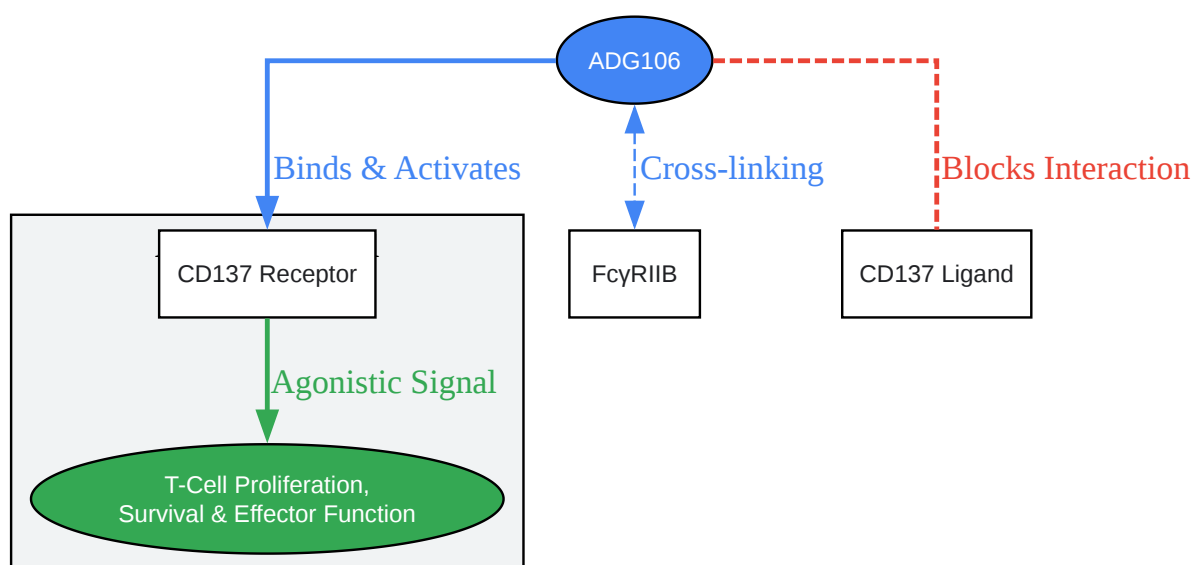 ADG106
Binds & Activates
Cross-linking
Blocks Interaction
CD137 Receptor
FcγRIIB
CD137 Ligand
Agonistic Signal
T-Cell Proliferation,
Survival & Effector Function